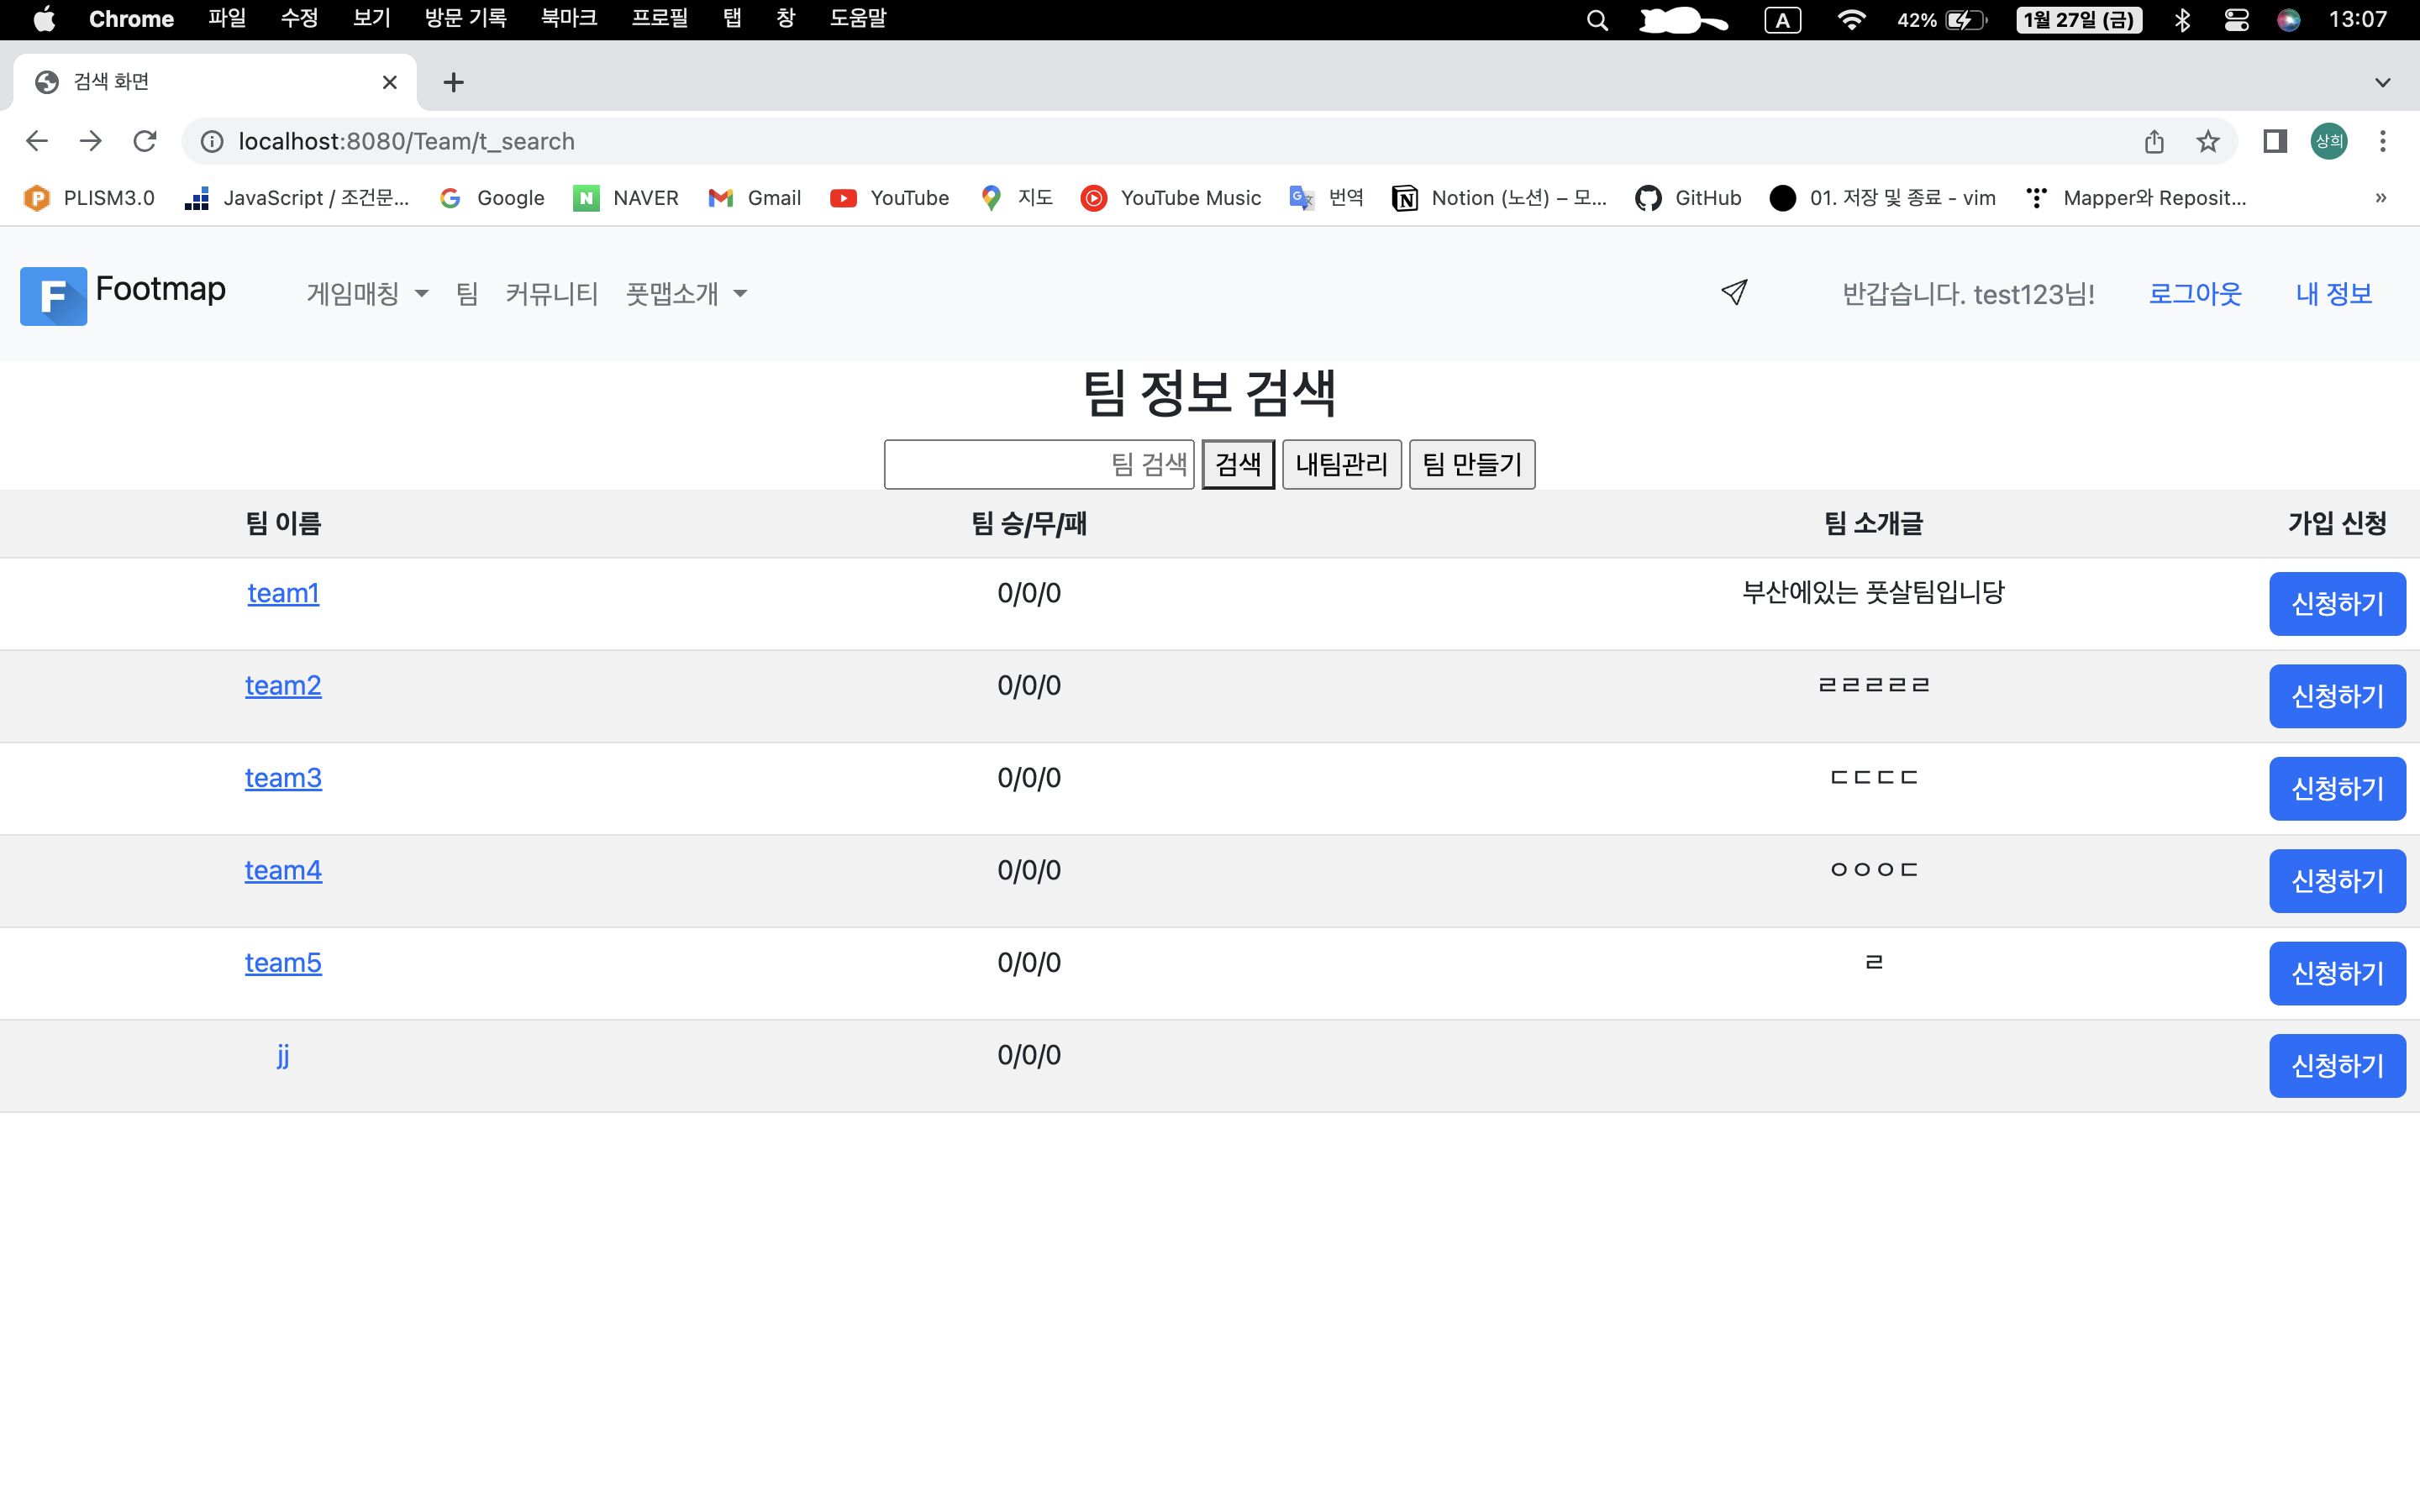 Chrome 파일 수정 보기 방문 기록 북마크 프로필 탭 창 도움말 A 42% 1월 27일 (금) 13:07
검색 화면
localhost:8080/Team/t_search 상희
PLISM3.0 JavaScript / 조건문... Google NAVER Gmail YouTube 지도 YouTube Music 번역 Notion (노션) – 모... GitHub 01. 저장 및 종료 - vim Mapper와 Reposit... »
F Footmap 게임매칭 팀 커뮤니티 풋맵소개 반갑습니다. test123님! 로그아웃 내 정보
팀 정보 검색
팀 검색 검색 내팀관리 팀 만들기
팀 이름 팀 승/무/패 팀 소개글 가입 신청
team1 0/0/0 부산에있는 풋살팀입니당 신청하기
team2 0/0/0 ㄹㄹㄹㄹㄹ 신청하기
team3 0/0/0 ㄷㄷㄷㄷ 신청하기
team4 0/0/0 ㅇㅇㅇㄷ 신청하기
team5 0/0/0 ㄹ 신청하기
jj 0/0/0 신청하기